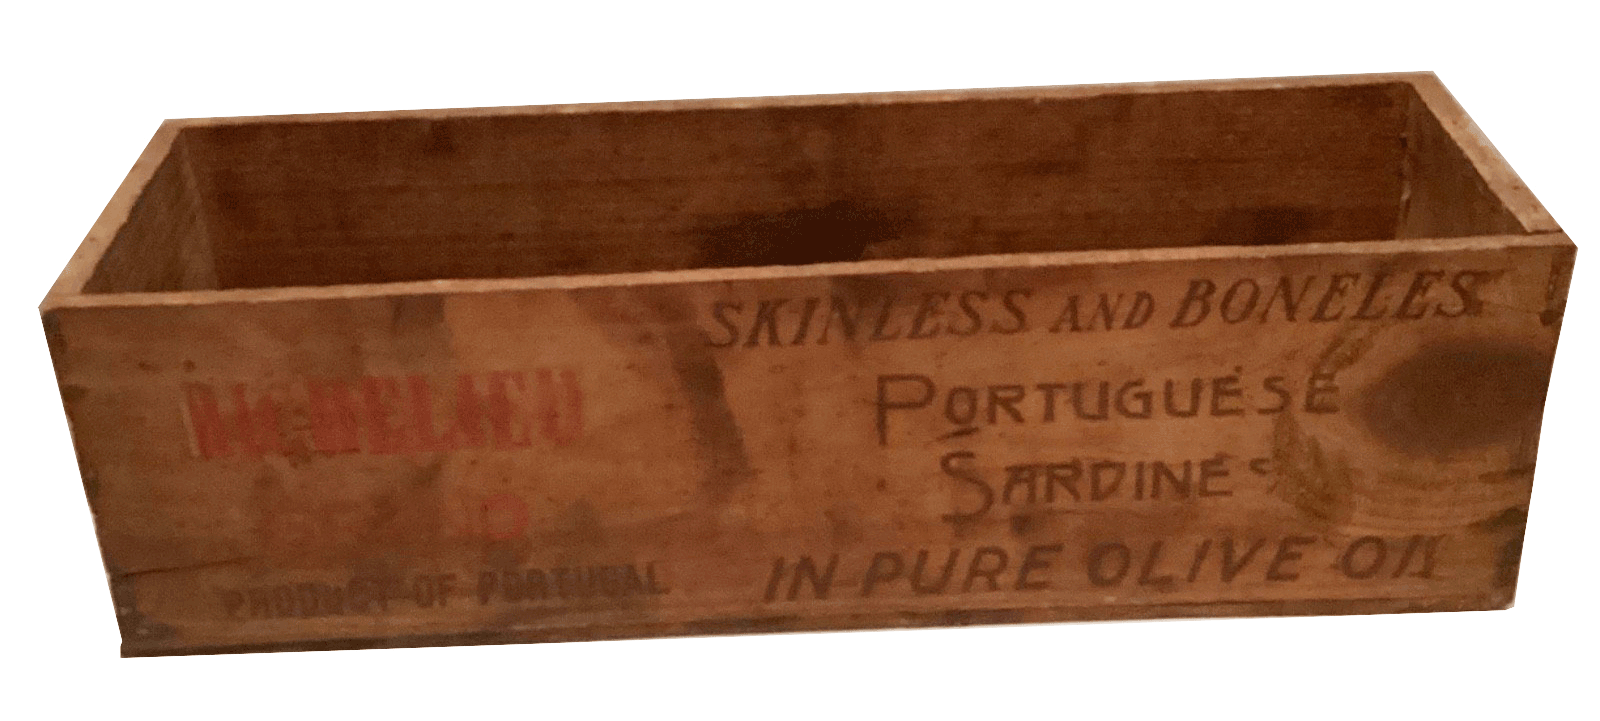 SKINLESS AND BONELES
PORTUGUESE
SARDINES
IN PURE OLIVE OIL
PRODUCT OF PORTUGAL